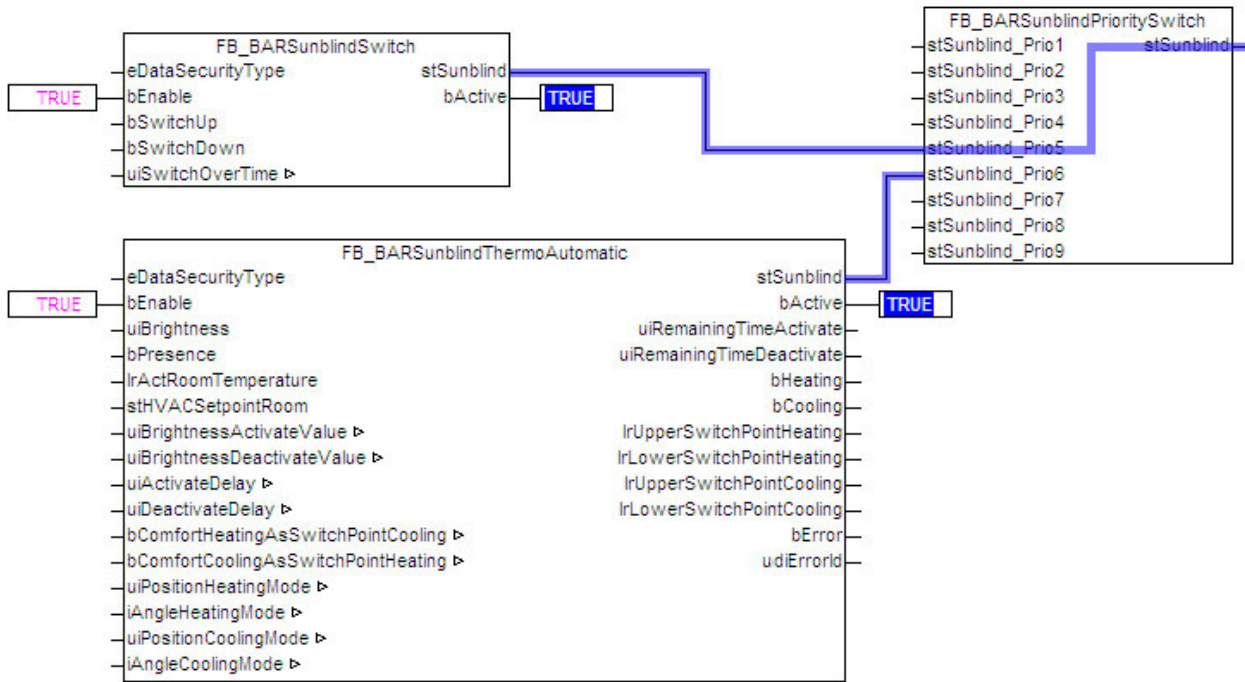 FB_BARSunblindSwitch
eDataSecurityType stSunblind
TRUE bEnable bActive TRUE
bSwitchUp
bSwitchDown
uiSwitchOverTime
FB_BARSunblindPrioritySwitch
stSunblind_Prio1 stSunblind
stSunblind_Prio2
stSunblind_Prio3
stSunblind_Prio4
stSunblind_Prio5
stSunblind_Prio6
stSunblind_Prio7
stSunblind_Prio8
stSunblind_Prio9
FB_BARSunblindThermoAutomatic
eDataSecurityType stSunblind
TRUE bEnable bActive TRUE
uiBrightness uiRemainingTimeActivate
bPresence uiRemainingTimeDeactivate
lrActRoomTemperature bHeating
stHVACSetpointRoom bCooling
uiBrightnessActivateValue lrUpperSwitchPointHeating
uiBrightnessDeactivateValue lrLowerSwitchPointHeating
uiActivateDelay lrUpperSwitchPointCooling
uiDeactivateDelay lrLowerSwitchPointCooling
bComfortHeatingAsSwitchPointCooling bError
bComfortCoolingAsSwitchPointHeating udiErrorId
uiPositionHeatingMode
iAngleHeatingMode
uiPositionCoolingMode
iAngleCoolingMode